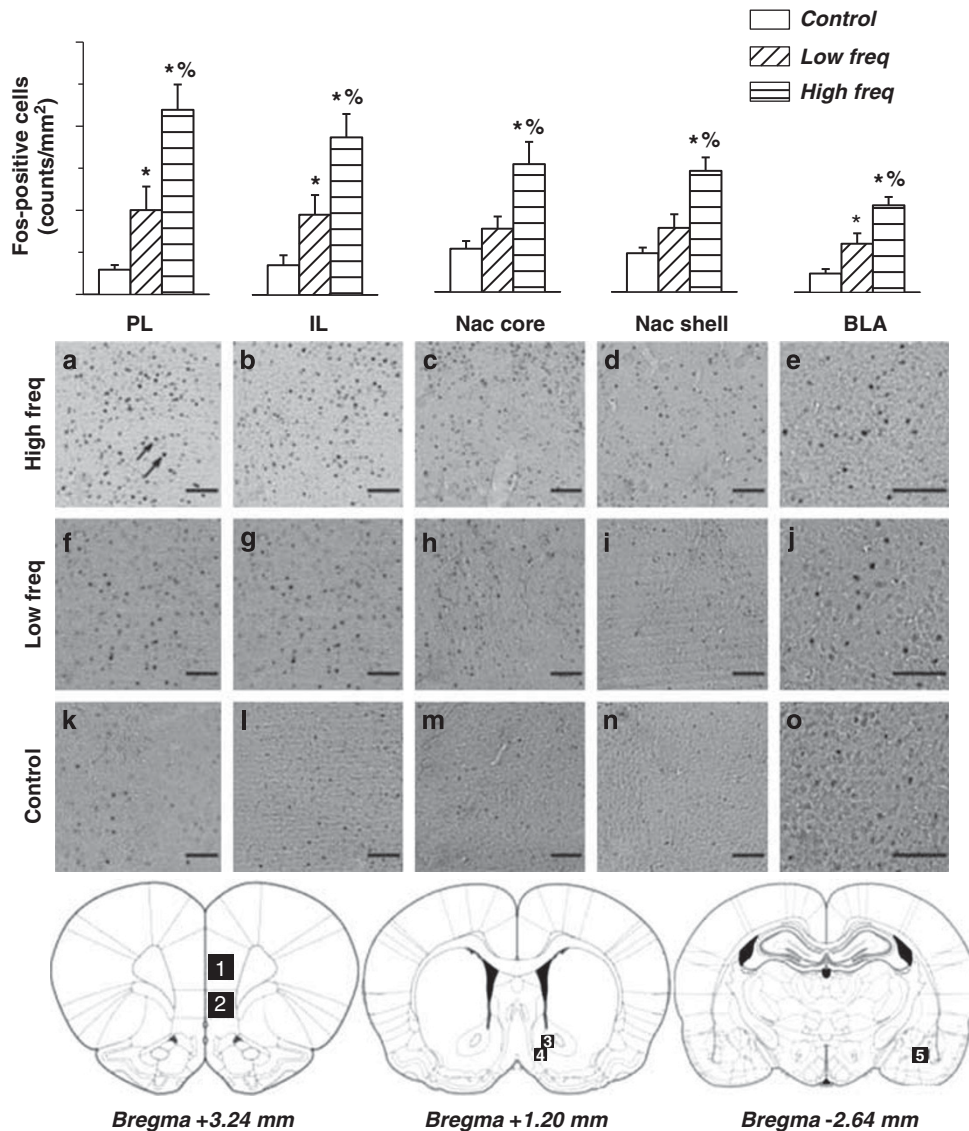 Control
Low freq
High freq
Fos-positive cells
(counts/mm²)
*%
*
*%
*
*%
*%
*%
*
PL
IL
Nac core
Nac shell
BLA
High freq
a
b
c
d
e
Low freq
f
g
h
i
j
Control
k
l
m
n
o
1
2
3
4
5
Bregma +3.24 mm
Bregma +1.20 mm
Bregma -2.64 mm